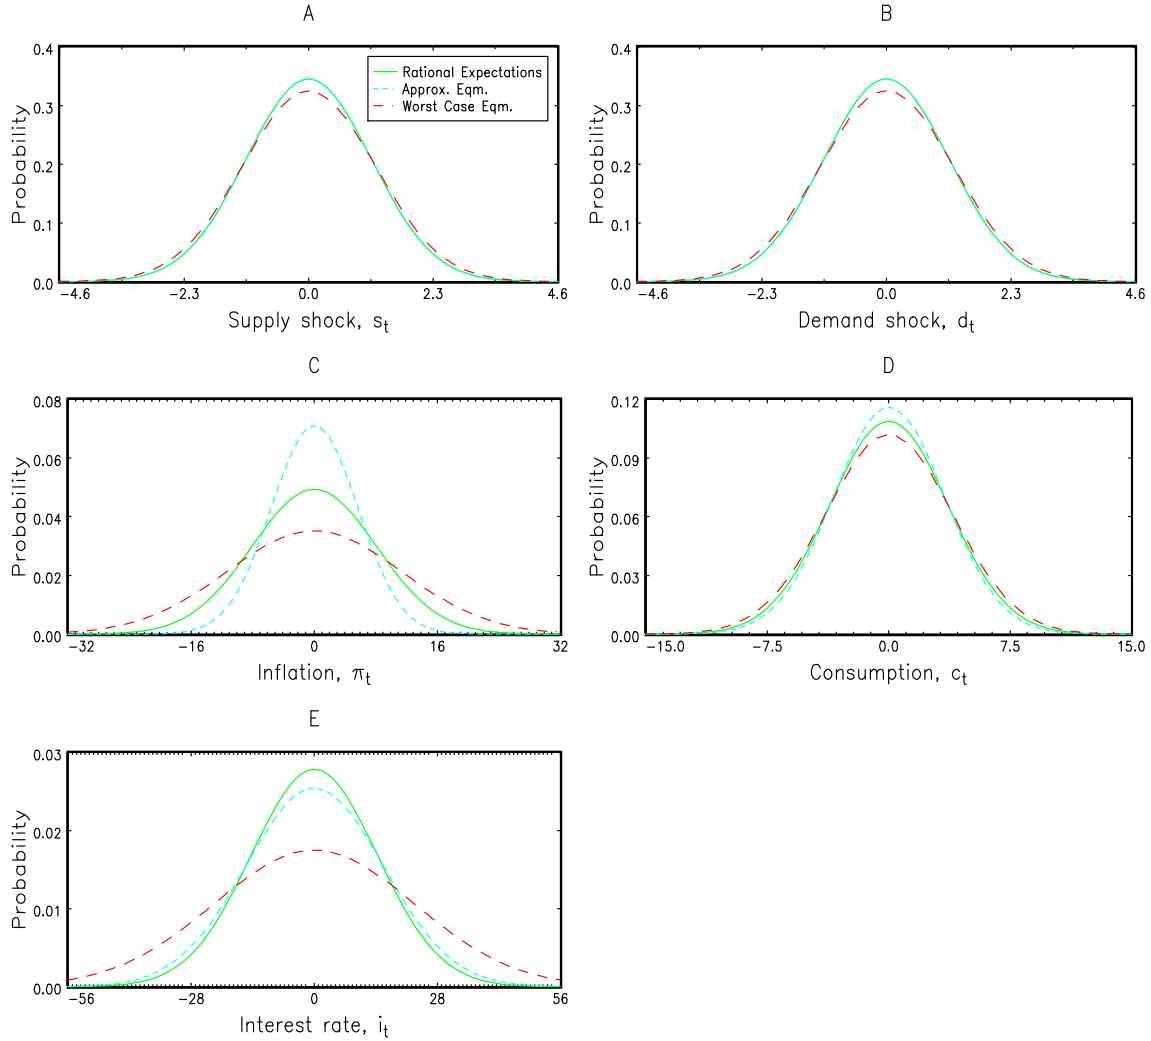 A
0.4
0.3
0.2
0.1
0.0
Probability
Rational Expectations
Approx. Eqm.
Worst Case Eqm.
−4.6 −2.3 0.0 2.3 4.6
Supply shock, s_t
B
0.4
0.3
0.2
0.1
0.0
Probability
−4.6 −2.3 0.0 2.3 4.6
Demand shock, d_t
C
0.08
0.06
0.04
0.02
0.00
Probability
−32 −16 0 16 32
Inflation, π_t
D
0.12
0.09
0.06
0.03
0.00
Probability
−15.0 −7.5 0.0 7.5 15.0
Consumption, c_t
E
0.03
0.02
0.01
0.00
Probability
−56 −28 0 28 56
Interest rate, i_t